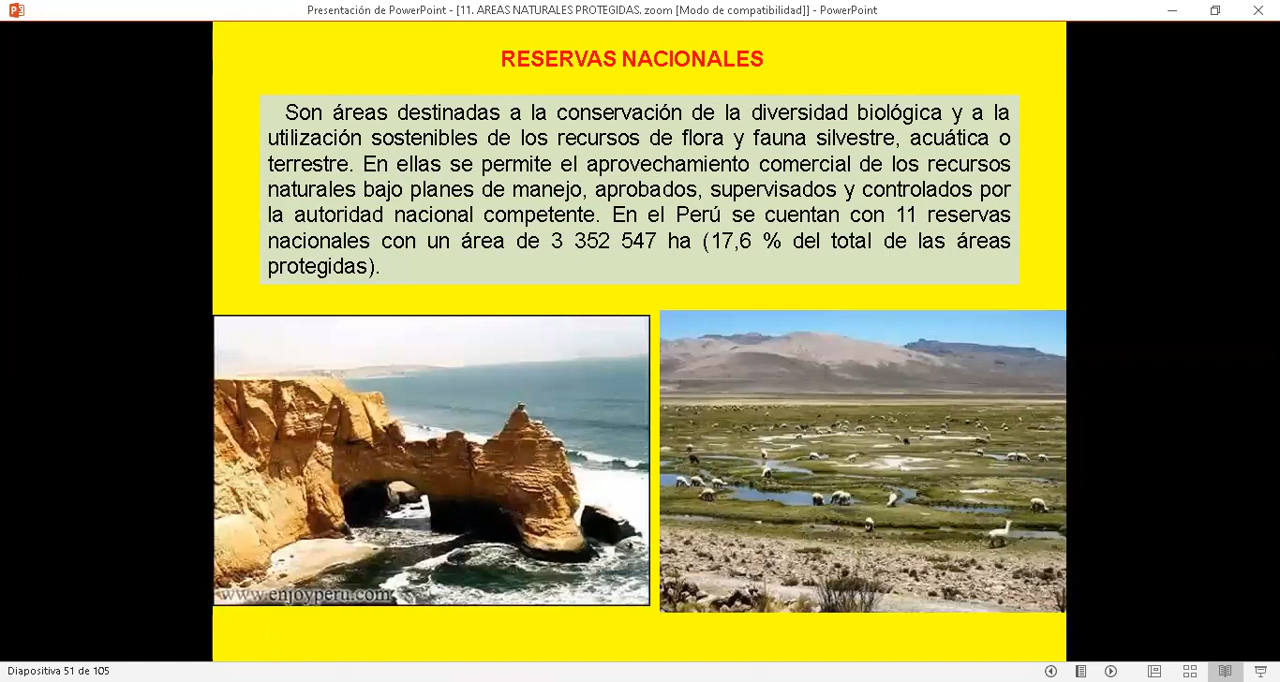 Presentación de PowerPoint - [11. AREAS NATURALES PROTEGIDAS. zoom [Modo de compatibilidad]] - PowerPoint
RESERVAS NACIONALES
Son áreas destinadas a la conservación de la diversidad biológica y a la
utilización sostenibles de los recursos de flora y fauna silvestre, acuática o
terrestre. En ellas se permite el aprovechamiento comercial de los recursos
naturales bajo planes de manejo, aprobados, supervisados y controlados por
la autoridad nacional competente. En el Perú se cuentan con 11 reservas
nacionales con un área de 3 352 547 ha (17,6 % del total de las áreas
protegidas).
www.enjoyperu.com
Diapositiva 51 de 105